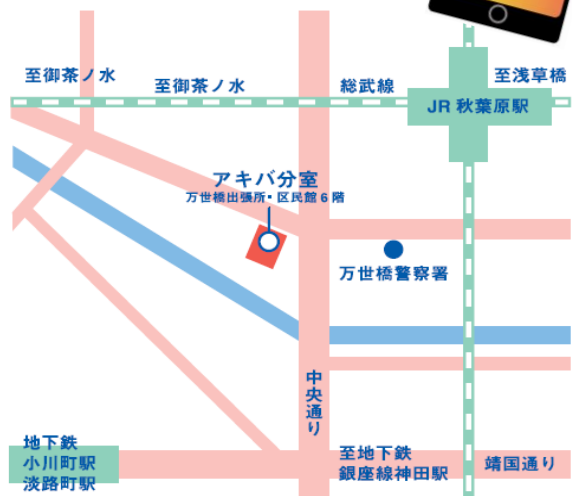 至御茶ノ水
至御茶ノ水
総武線
至浅草橋
JR 秋葉原駅
アキバ分室
万世橋出張所・区民館6階
万世橋警察署
中央通り
地下鉄
小川町駅
淡路町駅
至地下鉄
銀座線神田駅
靖国通り